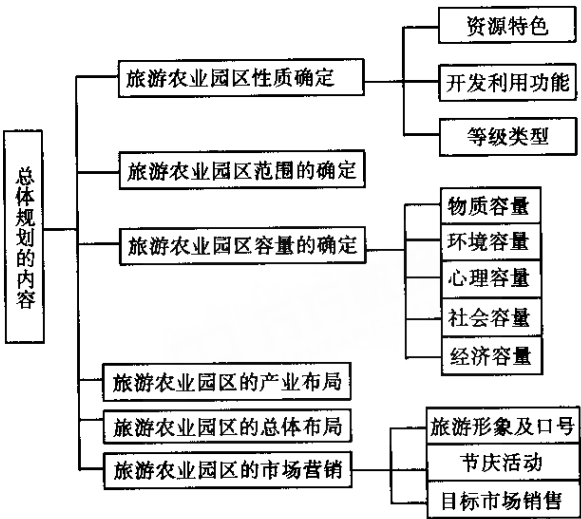 总体规划的内容
旅游农业园区性质确定
资源特色
开发利用功能
等级类型
旅游农业园区范围的确定
旅游农业园区容量的确定
物质容量
环境容量
心理容量
社会容量
经济容量
旅游农业园区的产业布局
旅游农业园区的总体布局
旅游农业园区的市场营销
旅游形象及口号
节庆活动
目标市场销售